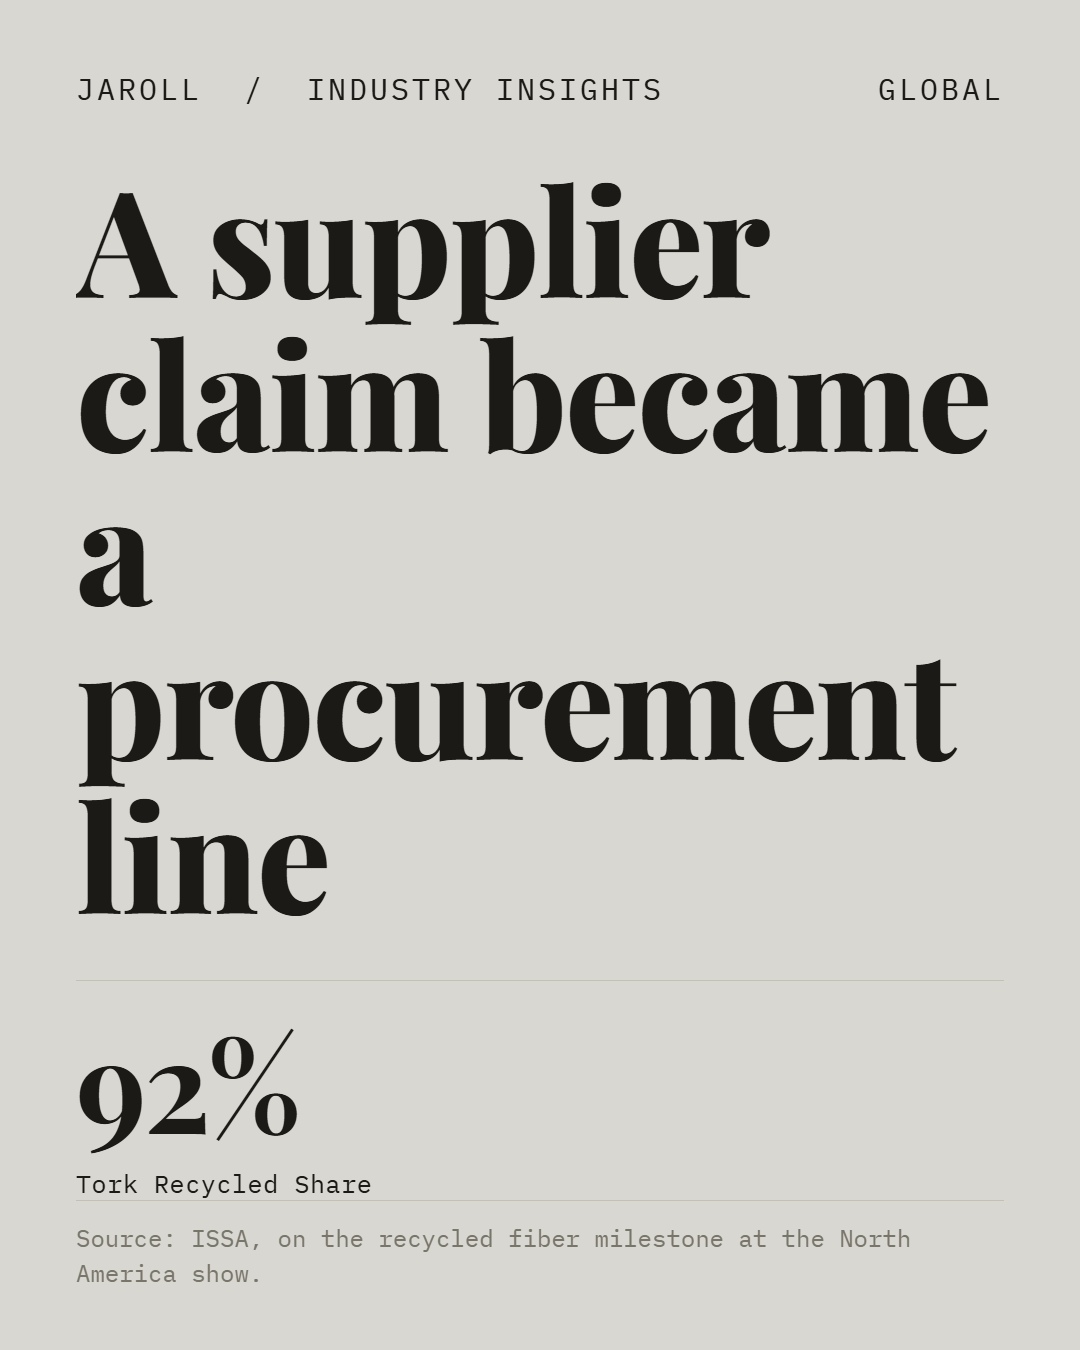 JAROLL / INDUSTRY INSIGHTS GLOBAL
A supplier
claim became
a
procurement
line
92%
Tork Recycled Share
Source: ISSA, on the recycled fiber milestone at the North
America show.